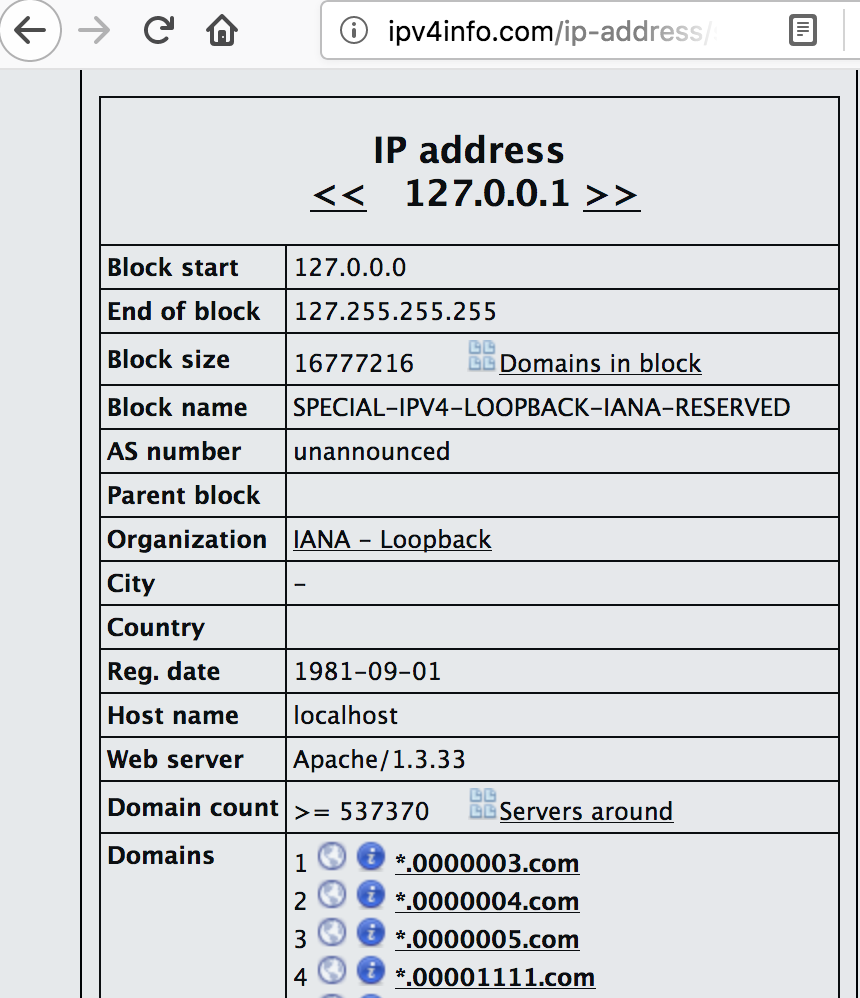 ipv4info.com/ip-address/
IP address
<< 127.0.0.1 >>
Block start 127.0.0.0
End of block 127.255.255.255
Block size 16777216 Domains in block
Block name SPECIAL-IPV4-LOOPBACK-IANA-RESERVED
AS number unannounced
Parent block
Organization IANA - Loopback
City -
Country
Reg. date 1981-09-01
Host name localhost
Web server Apache/1.3.33
Domain count >= 537370 Servers around
Domains
1 *.0000003.com
2 *.0000004.com
3 *.0000005.com
4 *.00001111.com